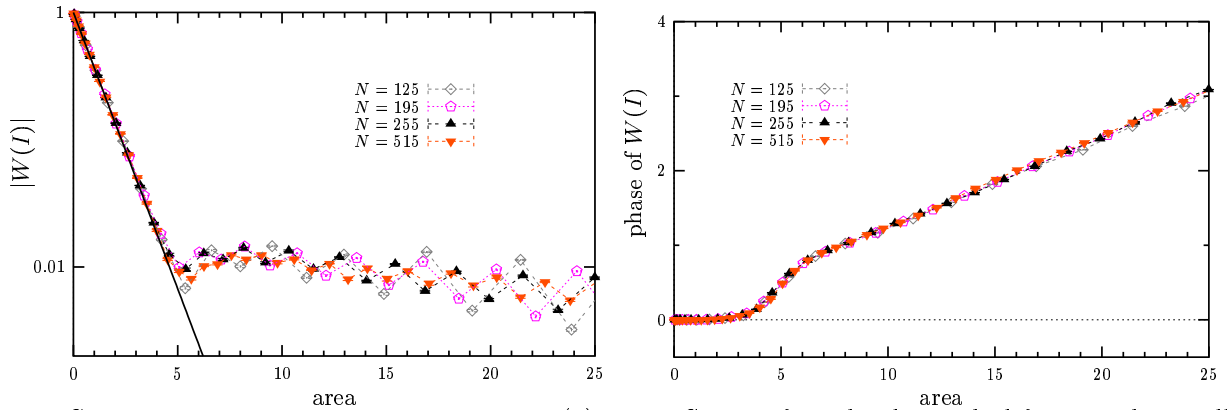 1
0.01
|W(I)|
N = 125
N = 195
N = 255
N = 515
0 5 10 15 20 25
area
4
2
0
phase of W(I)
N = 125
N = 195
N = 255
N = 515
0 5 10 15 20 25
area